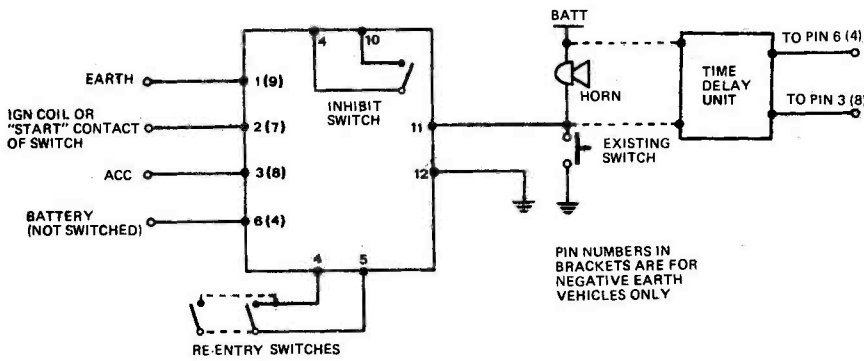 BATT
4
10
TO PIN 6 (4)
EARTH
1 (9)
INHIBIT
SWITCH
HORN
TIME
DELAY
UNIT
TO PIN 3 (8)
IGN COIL OR
"START" CONTACT
OF SWITCH
2 (7)
11
EXISTING
SWITCH
ACC
3 (8)
12
BATTERY
(NOT SWITCHED)
6 (4)
4
5
PIN NUMBERS IN
BRACKETS ARE FOR
NEGATIVE EARTH
VEHICLES ONLY
RE-ENTRY SWITCHES